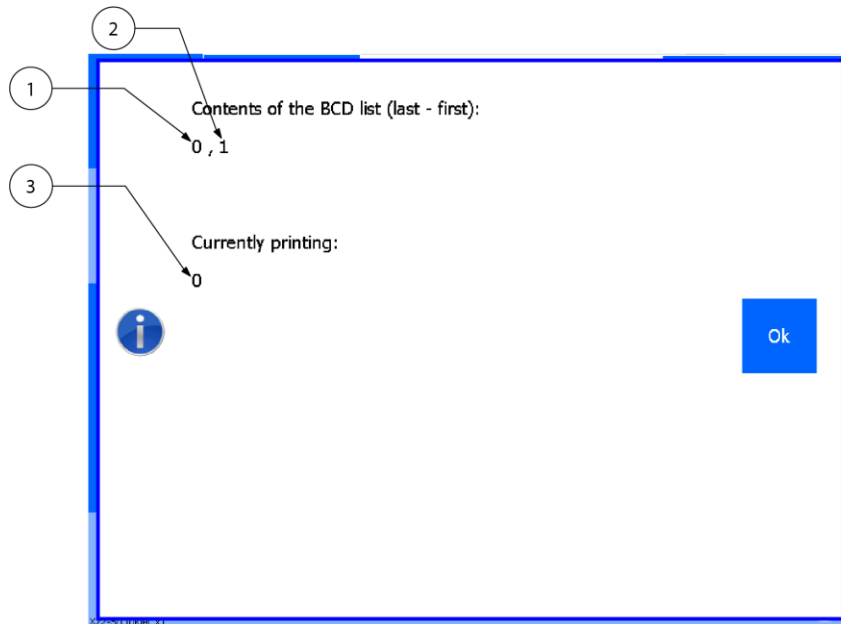 2
1
Contents of the BCD list (last - first):
0 , 1
3
Currently printing:
0
Ok